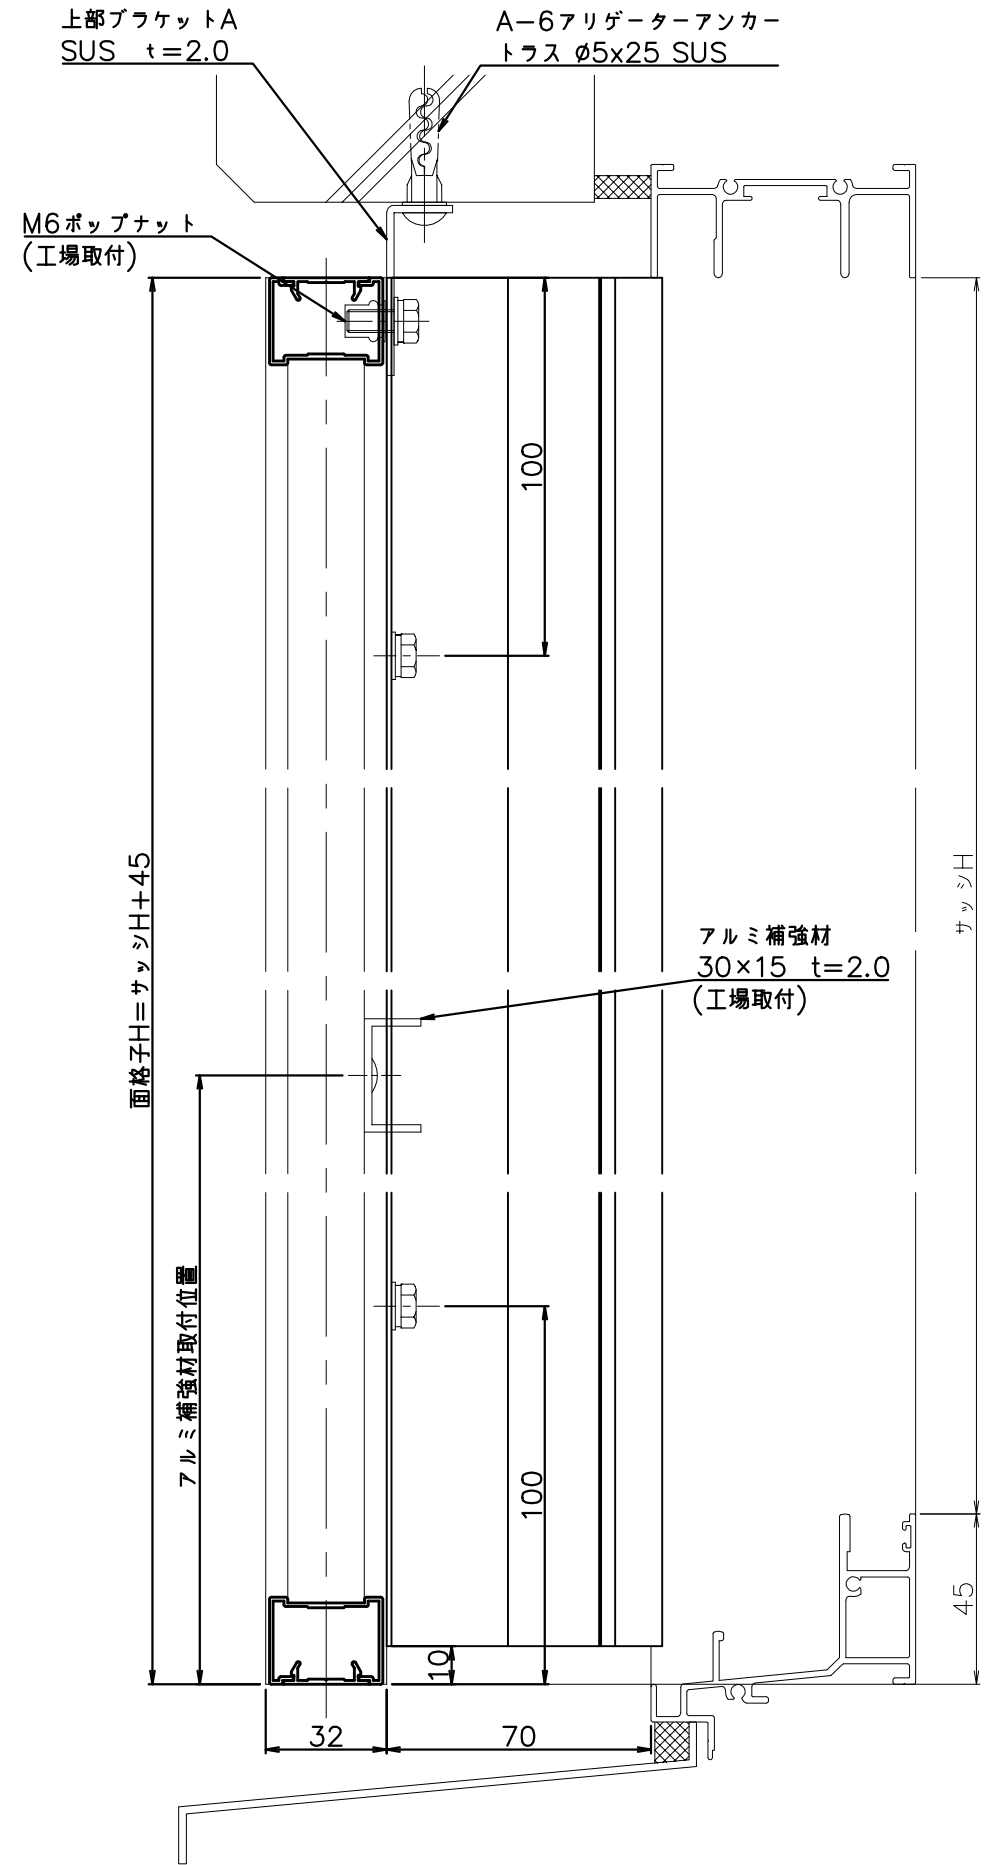 上部ブラケットA
SUS t=2.0
A-6アリゲーターアンカー
トラス ø5x25 SUS
M6ポップナット
(工場取付)
100
面格子H=サッシH+45
サッシH
アルミ補強材
30×15 t=2.0
(工場取付)
アルミ補強材取付位置
100
45
10
32
70